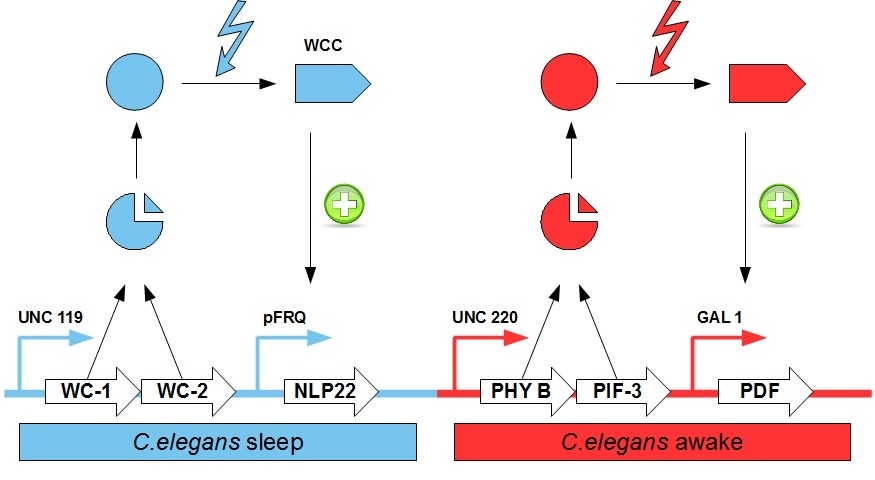 WCC
UNC 119
pFRQ
UNC 220
GAL 1
WC-1
WC-2
NLP22
PHY B
PIF-3
PDF
C.elegans sleep
C.elegans awake